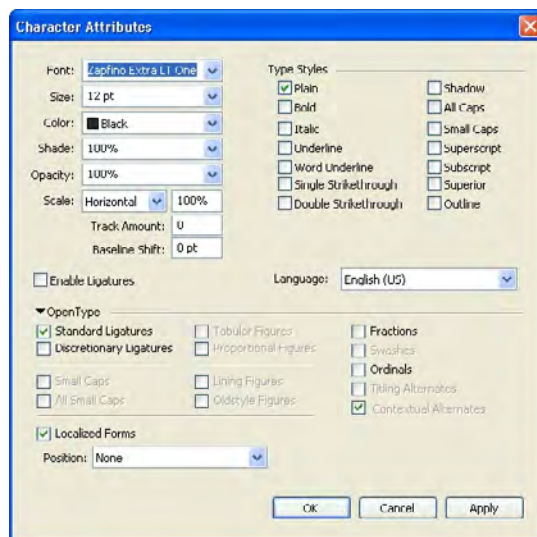 Character Attributes
Font: Zapfino Extra LT One
Size: 12 pt
Color: Black
Shade: 100%
Opacity: 100%
Scale: Horizontal 100%
Track Amount: 0
Baseline Shift: 0 pt
Type Styles
Plain Shadow
Bold All Caps
Italic Small Caps
Underline Superscript
Word Underline Subscript
Single Strikethrough Superior
Double Strikethrough Outline
Enable Ligatures Language: English (US)
OpenType
Standard Ligatures Tabular Figures Fractions
Discretionary Ligatures Proportional Figures Swashes
Ordinals
Small Caps Lining Figures Titling Alternates
All Small Caps Oldstyle Figures Contextual Alternates
Localized Forms
Position: None
OK Cancel Apply